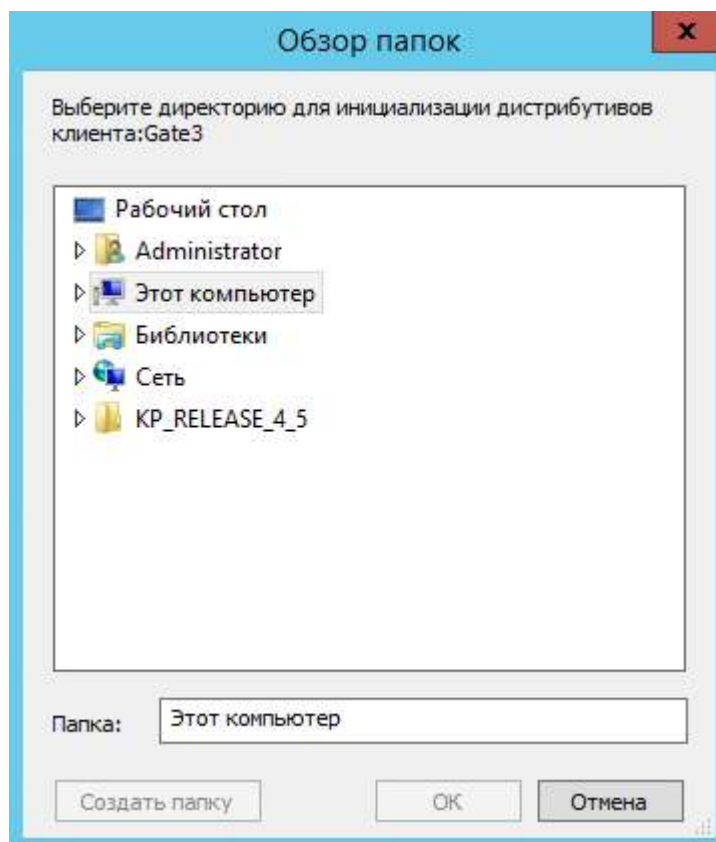 Обзор папок
x
Выберите директорию для инициализации дистрибутивов
клиента:Gate3
Рабочий стол
Administrator
Этот компьютер
Библиотеки
Сеть
KP_RELEASE_4_5
Папка: Этот компьютер
Создать папку ОК Отмена